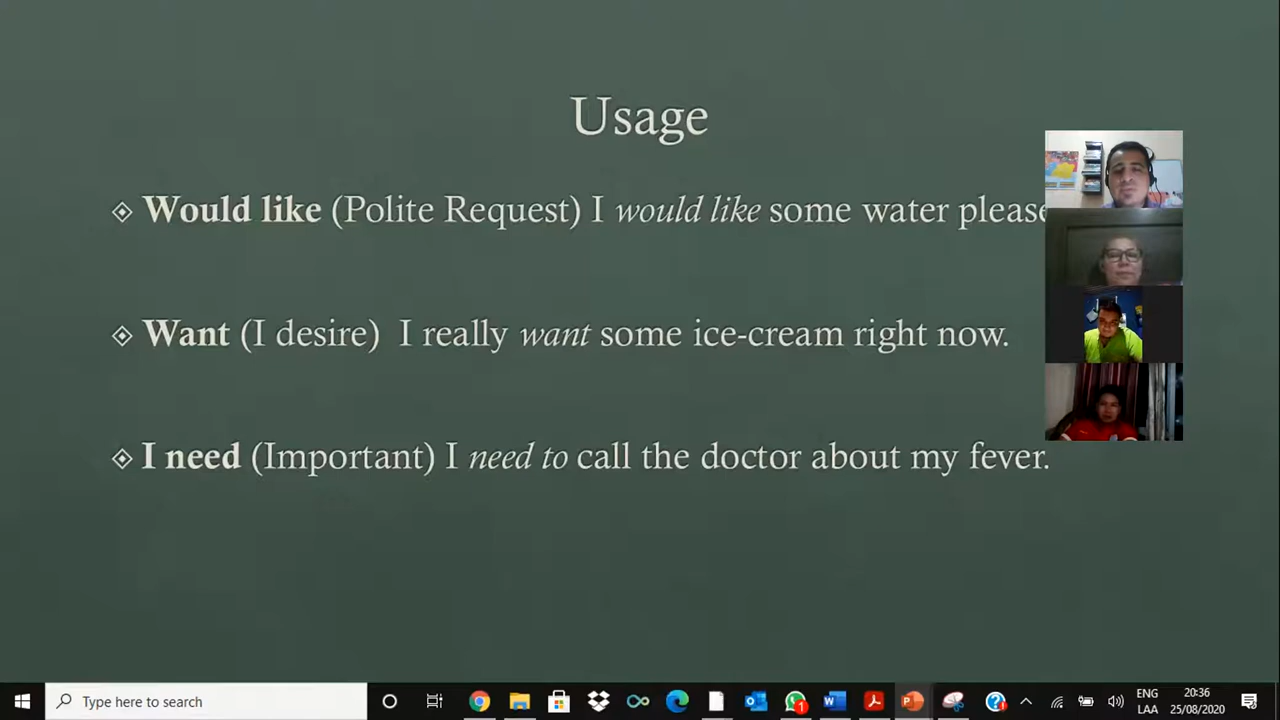 Usage
Would like (Polite Request) I would like some water please
Want (I desire) I really want some ice-cream right now.
I need (Important) I need to call the doctor about my fever.
Type here to search
ENG
LAA
20:36
25/08/2020